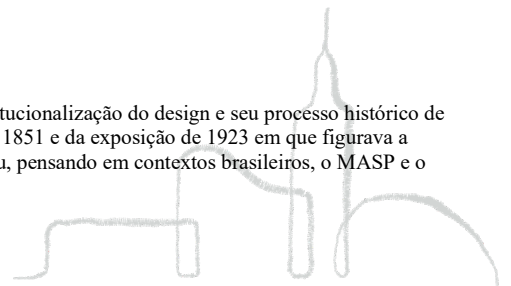 tucionalização do design e seu processo histórico de
1851 e da exposição de 1923 em que figurava a
u, pensando em contextos brasileiros, o MASP e o